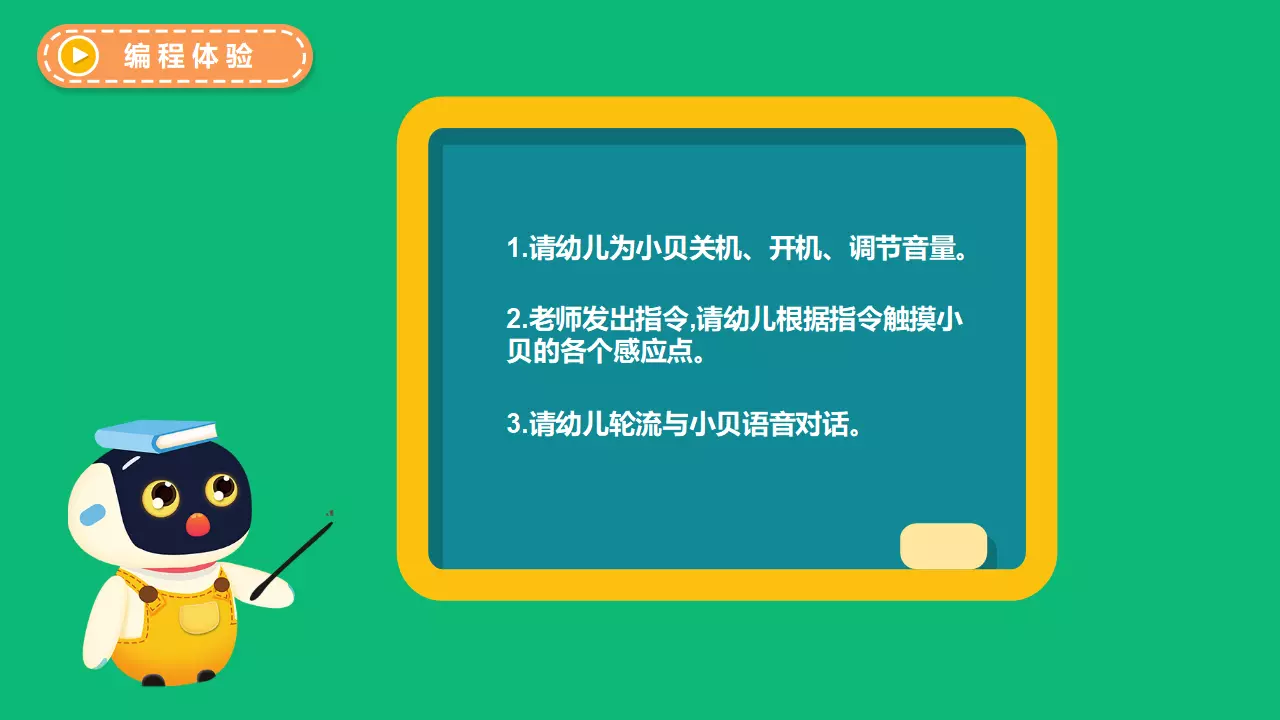 编程体验
1.请幼儿为小贝关机、开机、调节音量。
2.老师发出指令,请幼儿根据指令触摸小
贝的各个感应点。
3.请幼儿轮流与小贝语音对话。